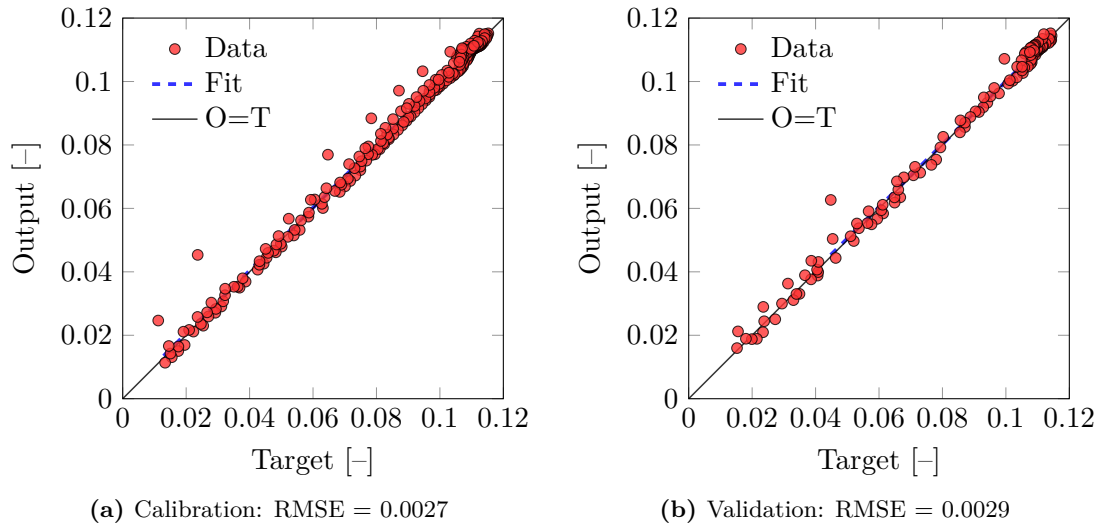 0.12
0.1
0.08
0.06
0.04
0.02
0
Output [–]
Data
Fit
O=T
0 0.02 0.04 0.06 0.08 0.1 0.12
Target [–]
(a) Calibration: RMSE = 0.0027
0.12
0.1
0.08
0.06
0.04
0.02
0
Output [–]
Data
Fit
O=T
0 0.02 0.04 0.06 0.08 0.1 0.12
Target [–]
(b) Validation: RMSE = 0.0029